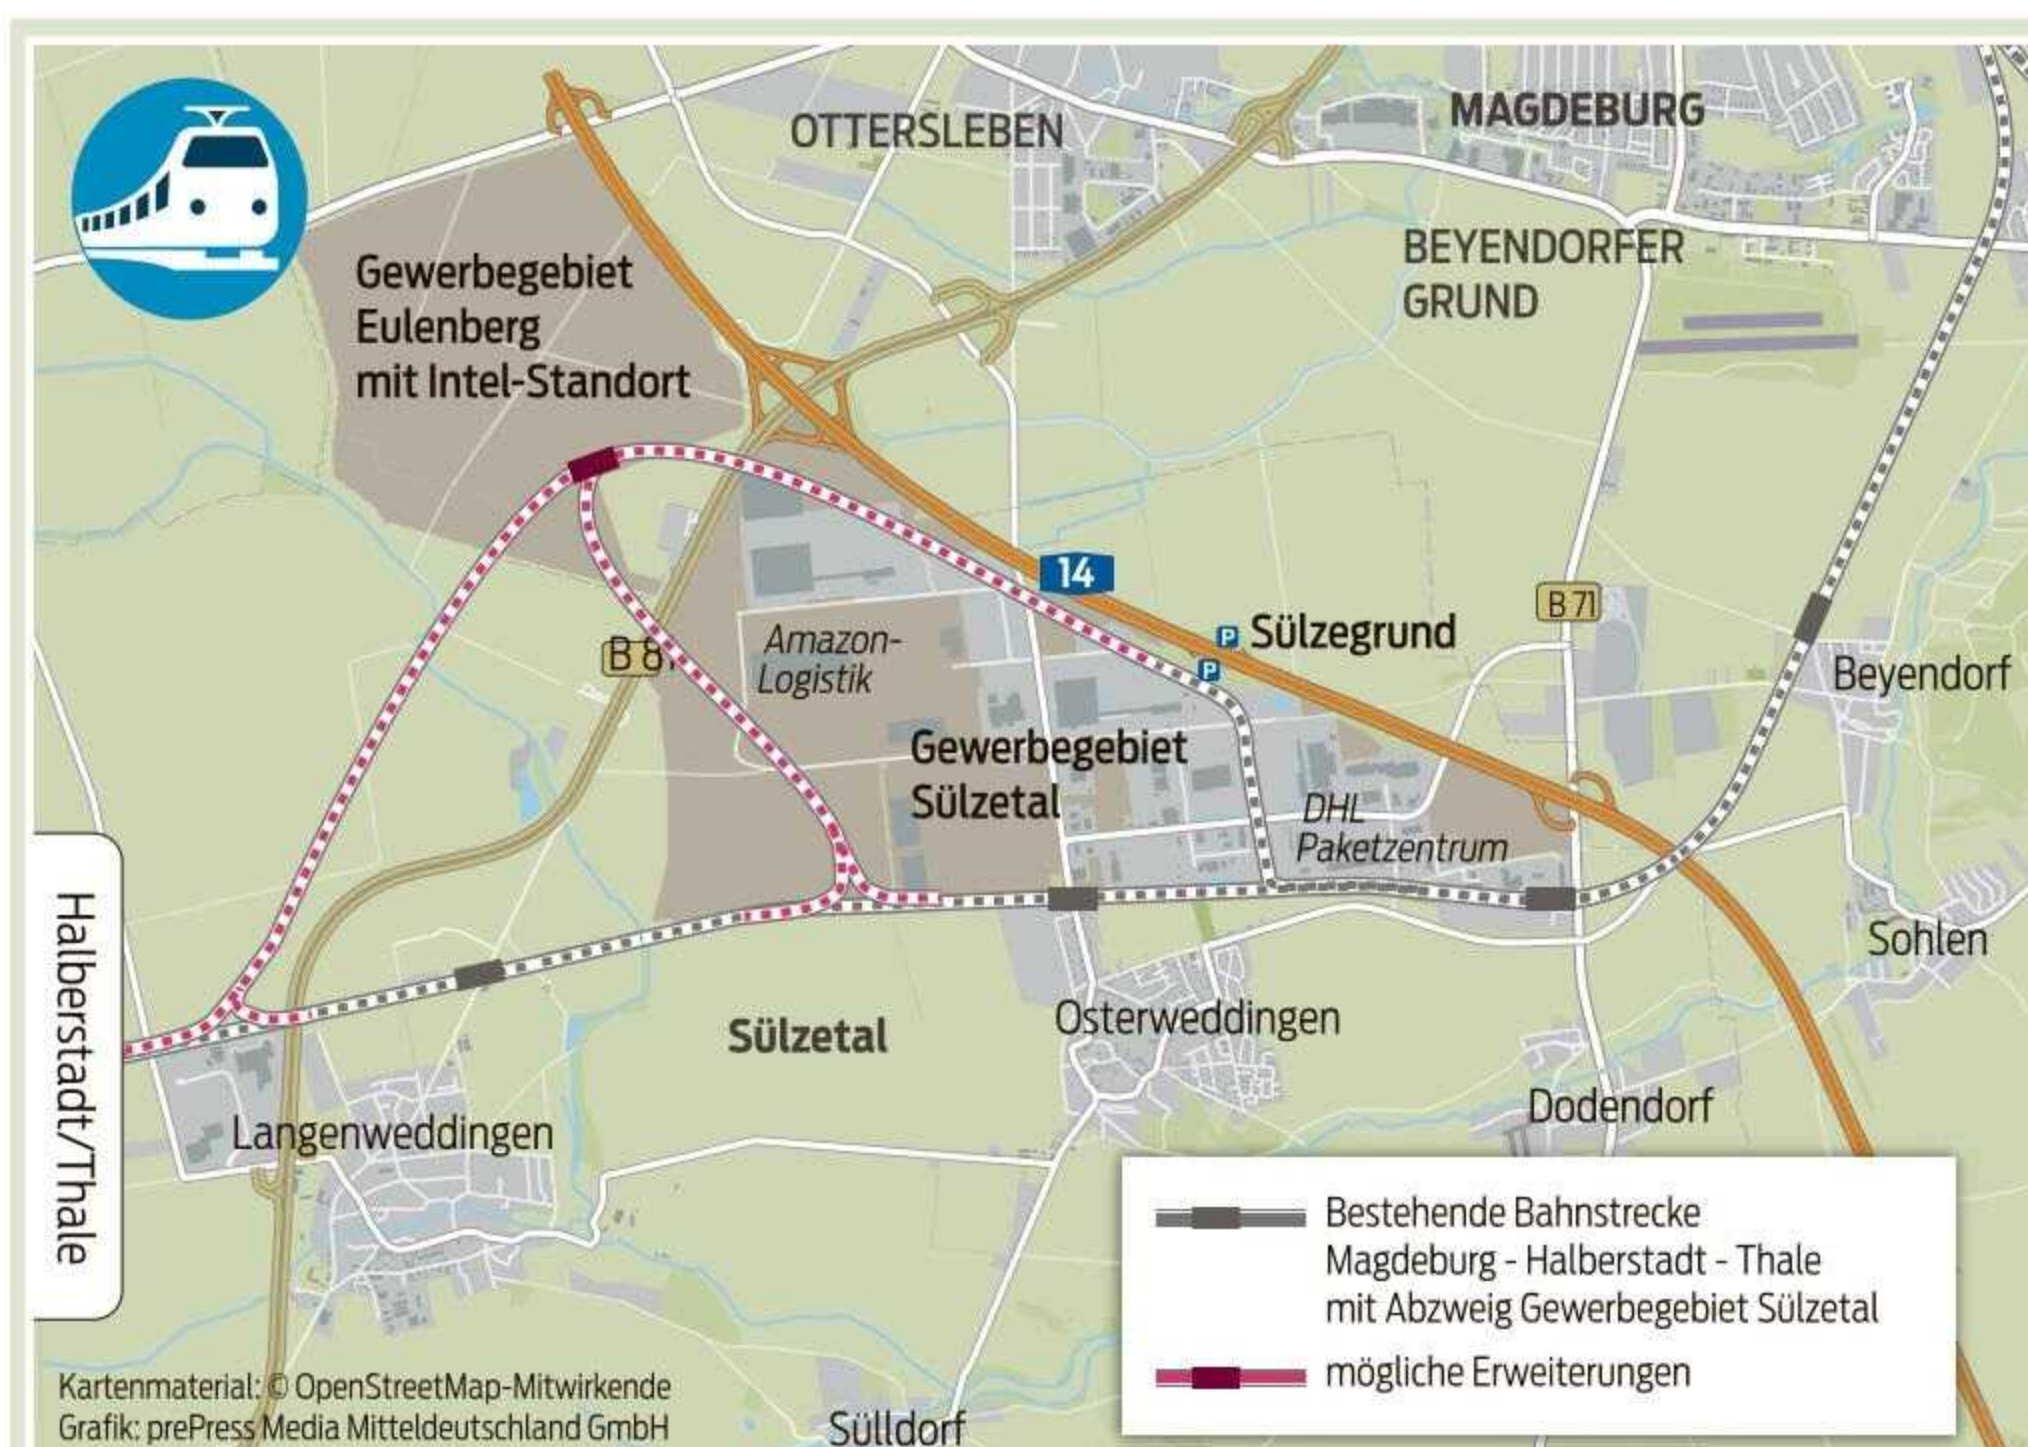 OTTERSLEBEN
MAGDEBURG
Gewerbegebiet
Eulenberg
mit Intel-Standort
BEYENDORFER
GRUND
14
B 71
P
Sülzegrund
P
B 81
Amazon-
Logistik
Beyendorf
Gewerbegebiet
Sülzetal
DHL
Paketzentrum
Halberstadt/Thale
Sohlen
Sülzetal
Osterweddingen
Langenweddingen
Dodendorf
Bestehende Bahnstrecke
Magdeburg - Halberstadt - Thale
mit Abzweig Gewerbegebiet Sülzetal
mögliche Erweiterungen
Kartenmaterial: © OpenStreetMap-Mitwirkende
Grafik: prePress Media Mitteldeutschland GmbH
Sülldorf